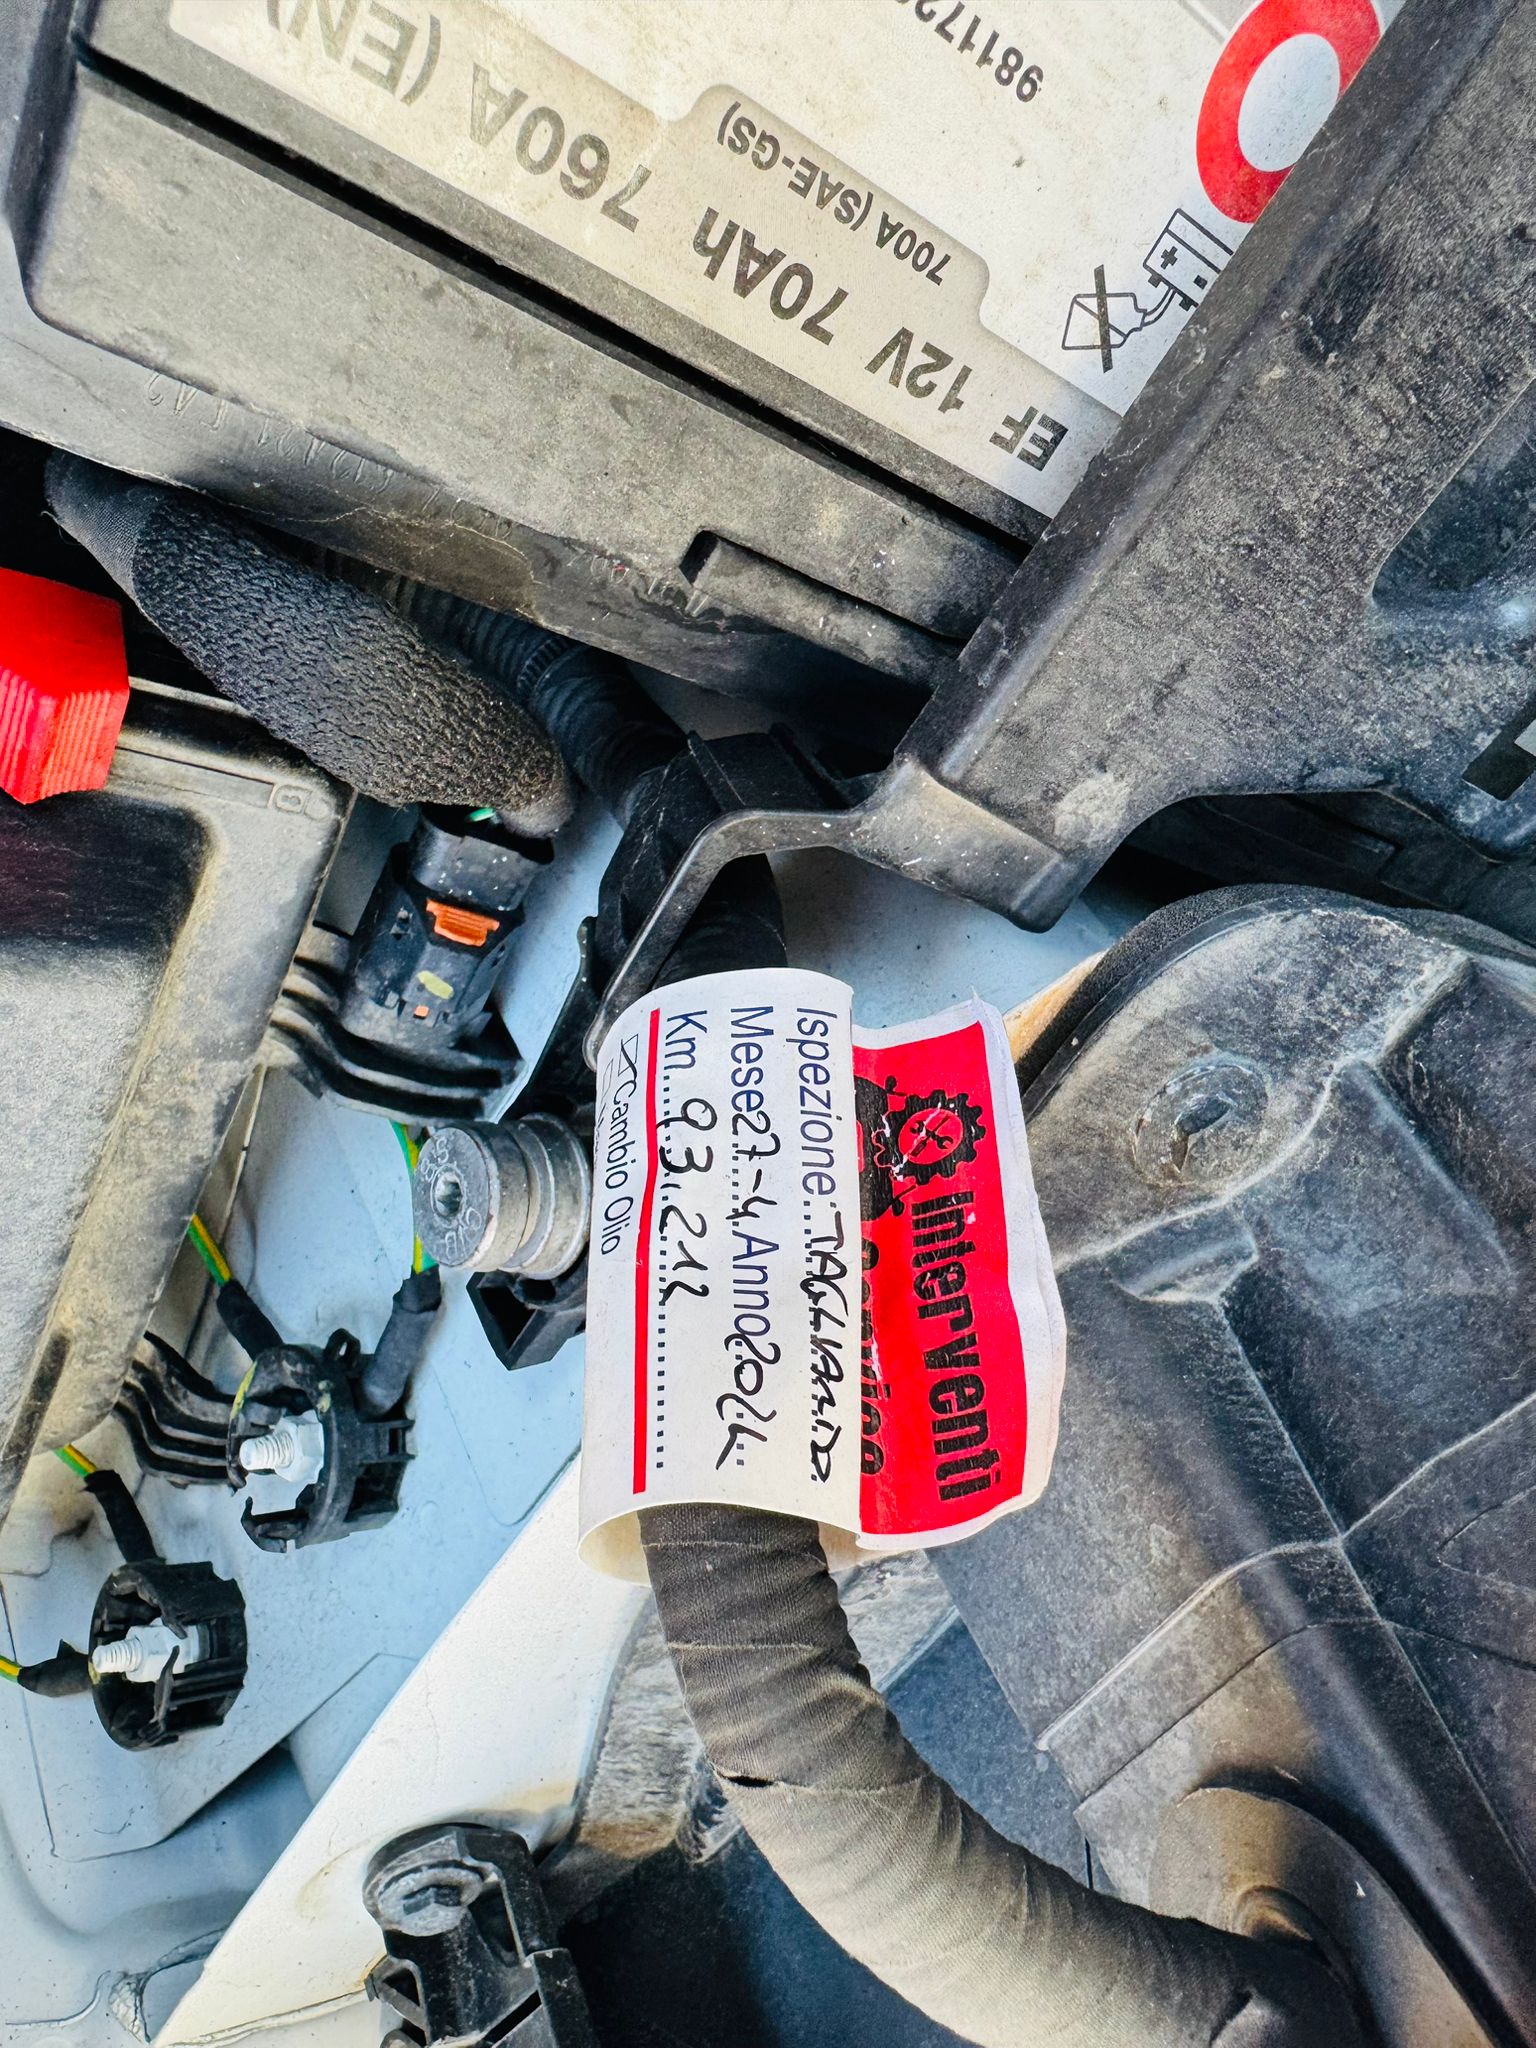 98117
700A (SAE-GS)
EF 12V 70Ah 760A (EN)
Interventi
Ispezione: TAGLIANDO
Mese 27-4 Anno 2024
Km 93.212
Cambio Olio